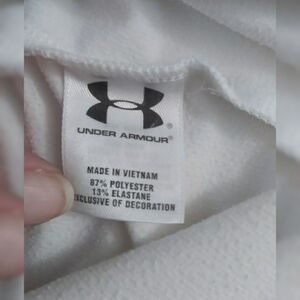 UNDER ARMOUR®
MADE IN VIETNAM
87% POLYESTER
13% ELASTANE
EXCLUSIVE OF DECORATION